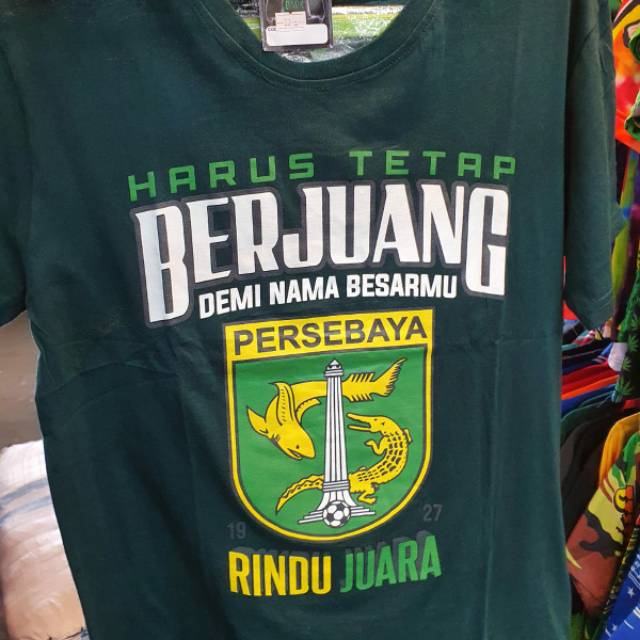 HARUS TETAP
BERJUANG
DEMI NAMA BESARMU
PERSEBAYA
19 27
RINDU JUARA